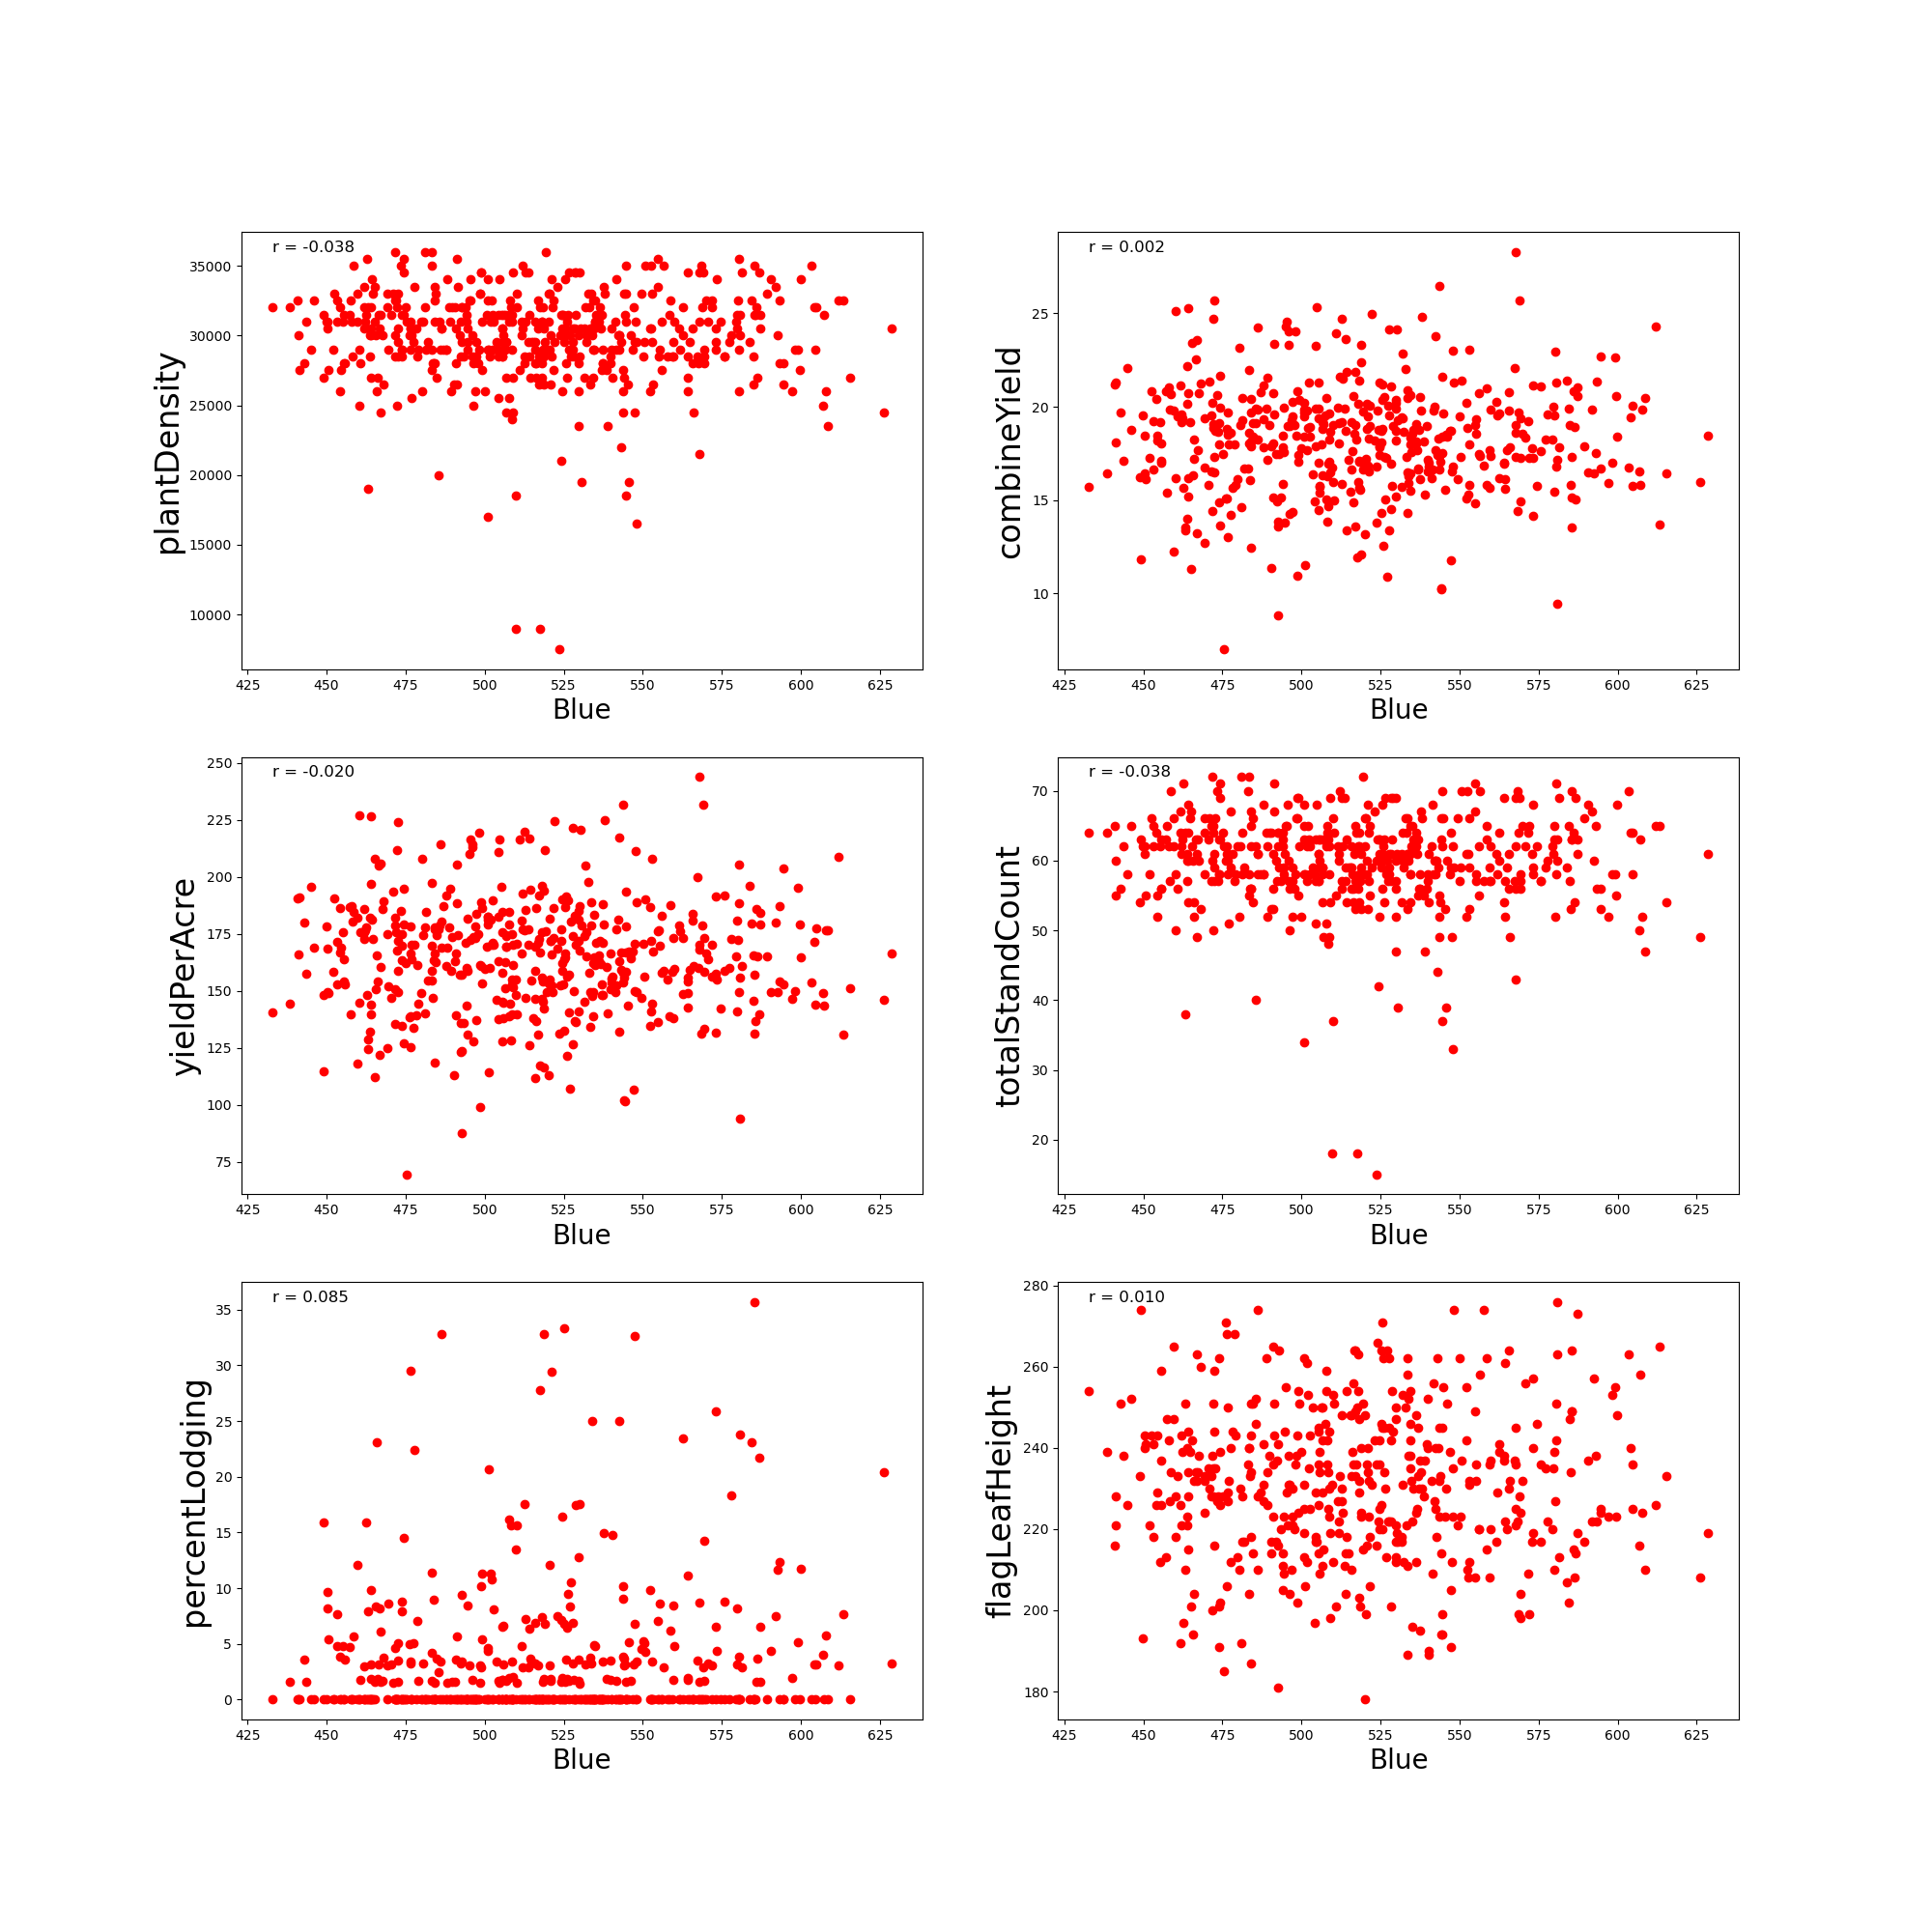 r = -0.038
35000
30000
25000
20000
15000
10000
plantDensity
425 450 475 500 525 550 575 600 625
Blue
r = 0.002
25
20
15
10
combineYield
425 450 475 500 525 550 575 600 625
Blue
r = -0.020
250
225
200
175
150
125
100
75
yieldPerAcre
425 450 475 500 525 550 575 600 625
Blue
r = -0.038
70
60
50
40
30
20
totalStandCount
425 450 475 500 525 550 575 600 625
Blue
r = 0.085
35
30
25
20
15
10
5
0
percentLodging
425 450 475 500 525 550 575 600 625
Blue
r = 0.010
280
260
240
220
200
180
flagLeafHeight
425 450 475 500 525 550 575 600 625
Blue